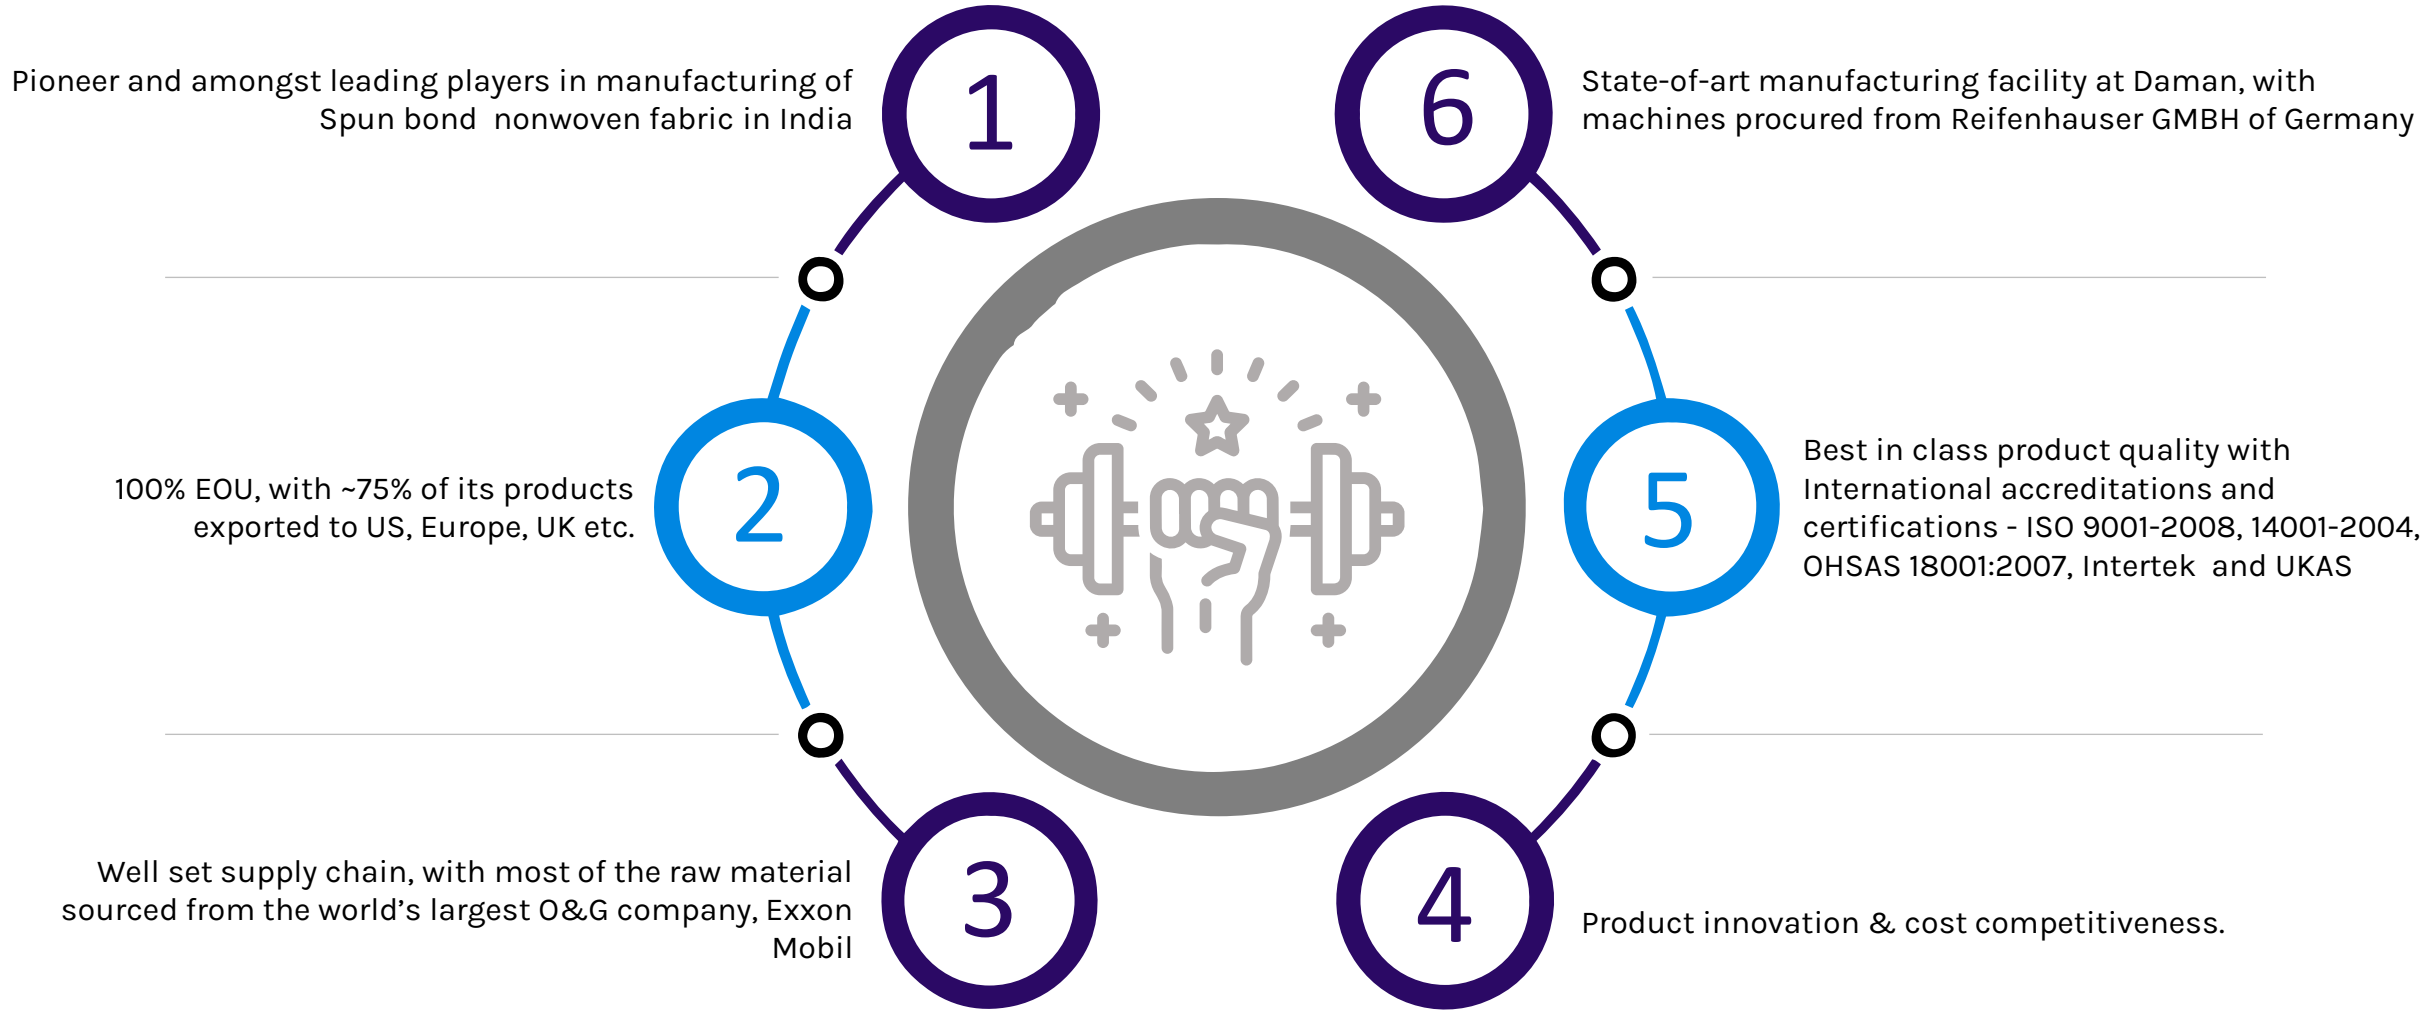 1
Pioneer and amongst leading players in manufacturing of
Spun bond  nonwoven fabric in India
2
100% EOU, with ~75% of its products
exported to US, Europe, UK etc.
3
Well set supply chain, with most of the raw material
sourced from the world’s largest O&G company, Exxon
Mobil
4
Product innovation & cost competitiveness.
5
Best in class product quality with
International accreditations and
certifications - ISO 9001-2008, 14001-2004,
OHSAS 18001:2007, Intertek  and UKAS
6
State-of-art manufacturing facility at Daman, with
machines procured from Reifenhauser GMBH of Germany